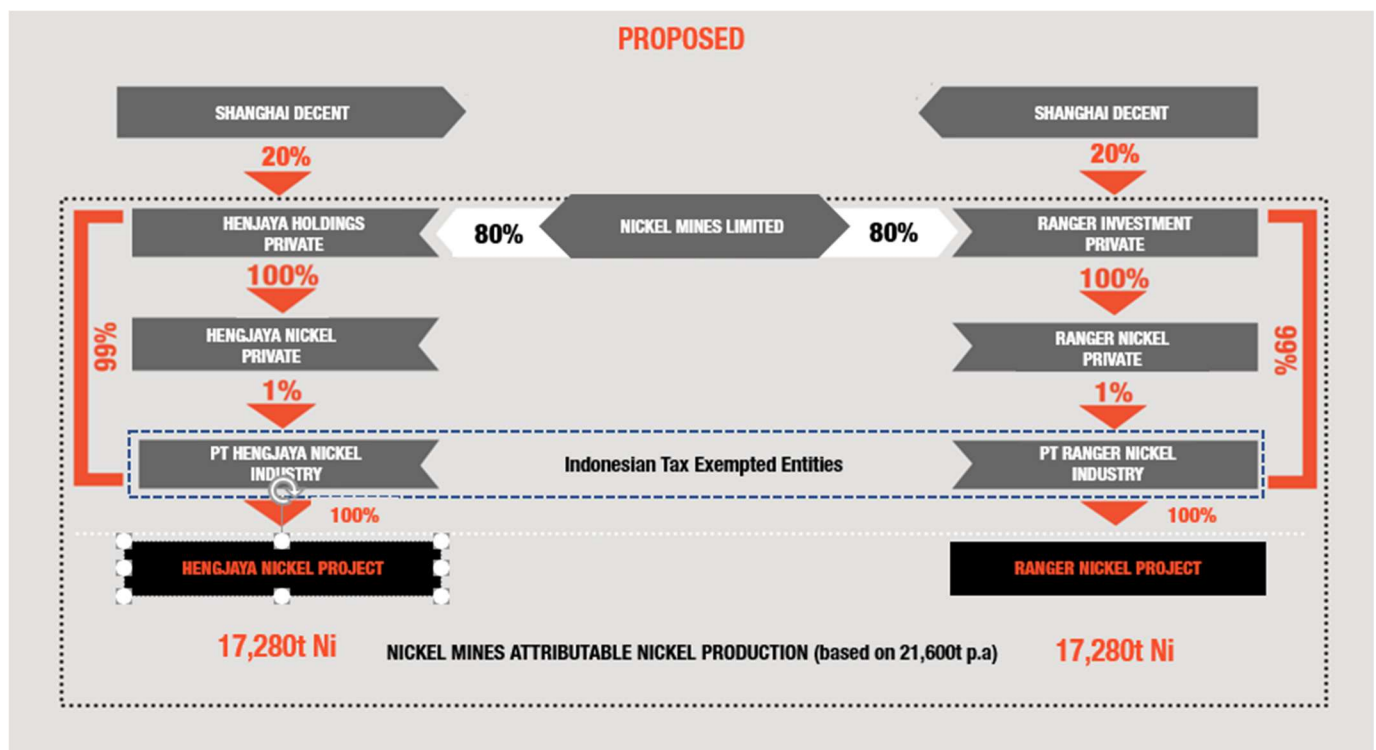 PROPOSED
SHANGHAI DECENT
SHANGHAI DECENT
20%
20%
HENJAYA HOLDINGS
PRIVATE
80%
NICKEL MINES LIMITED
80%
RANGER INVESTMENT
PRIVATE
100%
100%
99%
HENGJAYA NICKEL
PRIVATE
RANGER NICKEL
PRIVATE
99%
1%
1%
PT HENGJAYA NICKEL
INDUSTRY
Indonesian Tax Exempted Entities
PT RANGER NICKEL
INDUSTRY
100%
100%
HENGJAYA NICKEL PROJECT
RANGER NICKEL PROJECT
17,280t Ni
NICKEL MINES ATTRIBUTABLE NICKEL PRODUCTION (based on 21,600t p.a)
17,280t Ni